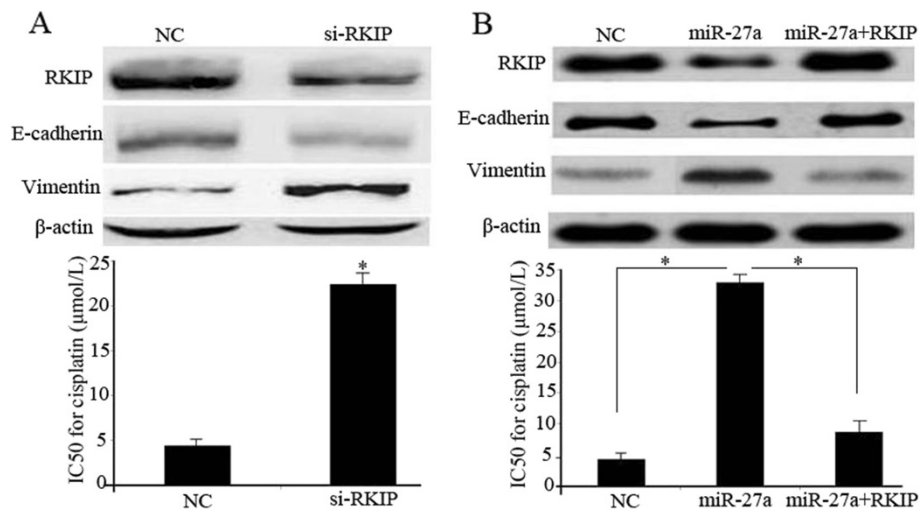 A
NC si-RKIP
RKIP
E-cadherin
Vimentin
β-actin
IC50 for cisplatin (μmol/L)
25
20
15
10
5
0
*
NC si-RKIP
B
NC miR-27a miR-27a+RKIP
RKIP
E-cadherin
Vimentin
β-actin
IC50 for cisplatin (μmol/L)
35
30
25
20
15
10
5
0
* *
NC miR-27a miR-27a+RKIP